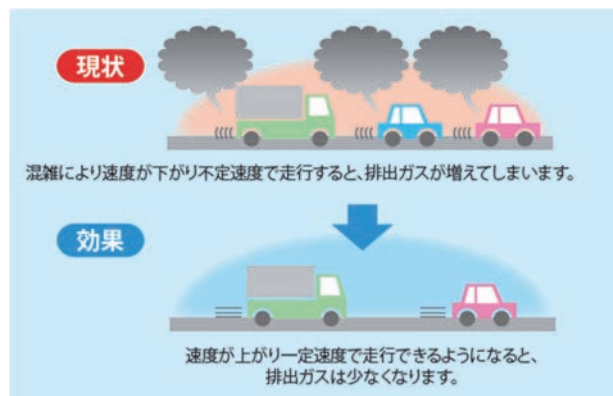 現状
混雑により速度が下がり不定速度で走行すると、排出ガスが増えてしまいます。
効果
速度が上がり一定速度で走行できるようになると、
排出ガスは少なくなります。